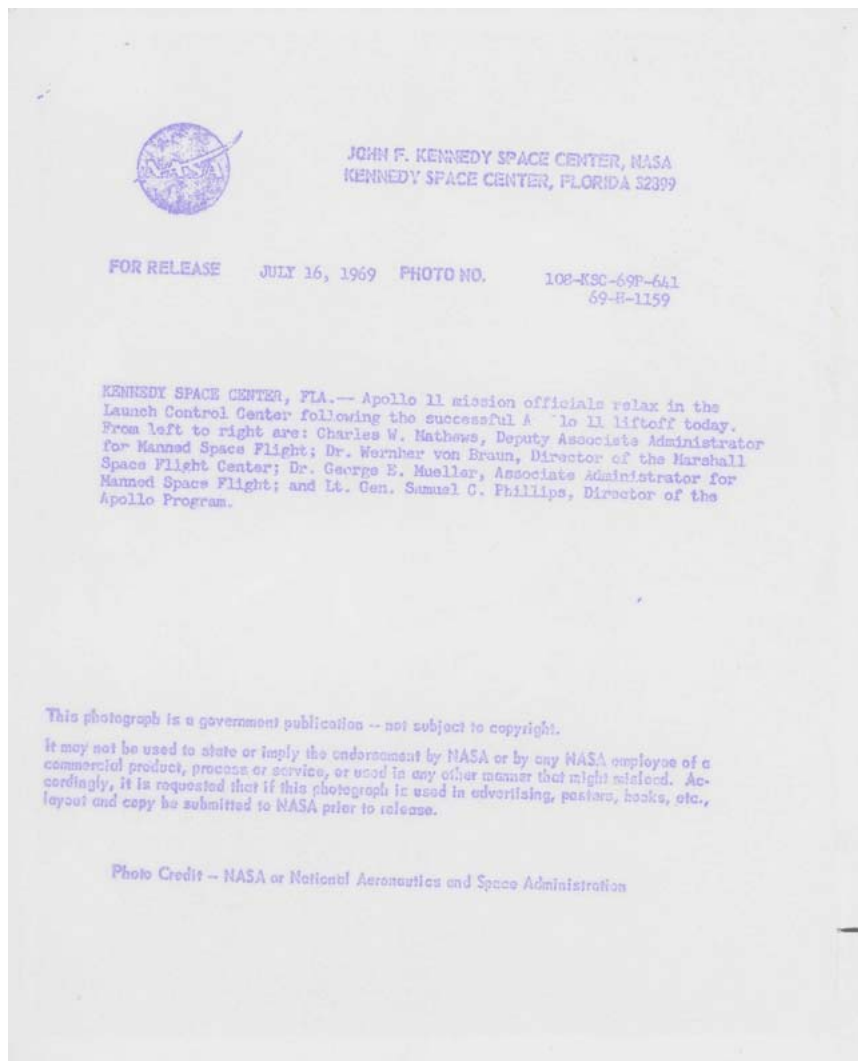 NASA
JOHN F. KENNEDY SPACE CENTER, NASA
KENNEDY SPACE CENTER, FLORIDA 32899
FOR RELEASE JULY 16, 1969 PHOTO NO. 108-KSC-69P-641
69-H-1159
KENNEDY SPACE CENTER, FLA.-- Apollo 11 mission officials relax in the
Launch Control Center following the successful A lo 11 liftoff today.
From left to right are: Charles W. Mathews, Deputy Associate Administrator
for Manned Space Flight; Dr. Wernher von Braun, Director of the Marshall
Space Flight Center; Dr. George E. Mueller, Associate Administrator for
Manned Space Flight; and Lt. Gen. Samuel C. Phillips, Director of the
Apollo Program.
This photograph is a government publication -- not subject to copyright.
It may not be used to state or imply the endorsement by NASA or by any NASA employee of a
commercial product, process or service, or used in any other manner that might mislead. Ac-
cordingly, it is requested that if this photograph is used in advertising, posters, books, etc.,
layout and copy be submitted to NASA prior to release.
Photo Credit -- NASA or National Aeronautics and Space Administration